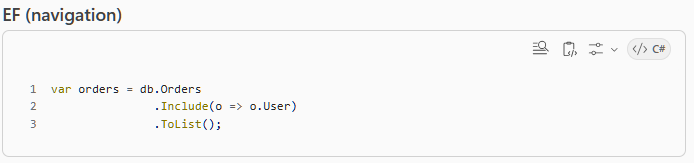 EF (navigation)
</> C#
1 var orders = db.Orders
2 .Include(o => o.User)
3 .ToList();